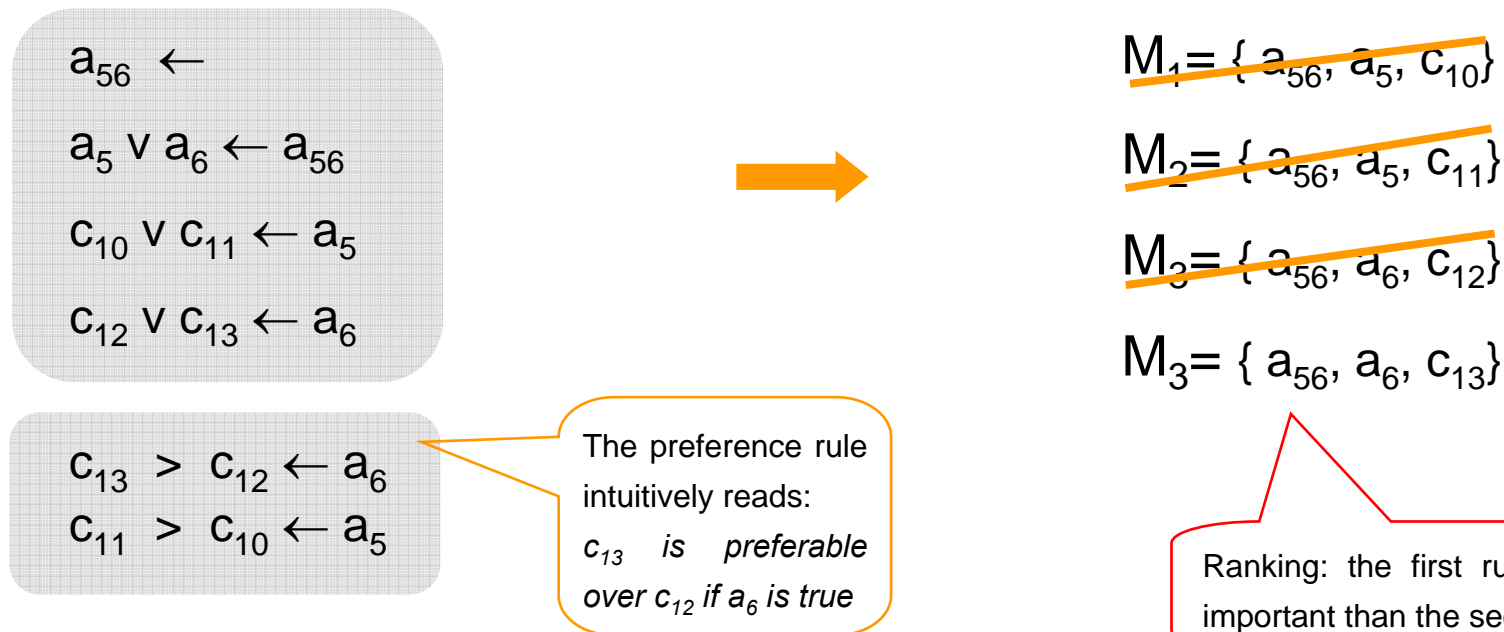 a₅₆ ←
a₅ v a₆ ← a₅₆
c₁₀ v c₁₁ ← a₅
c₁₂ v c₁₃ ← a₆
c₁₃ > c₁₂ ← a₆
c₁₁ > c₁₀ ← a₅
The preference rule
intuitively reads:
c₁₃ is preferable
over c₁₂ if a₆ is true
M₁= { a₅₆, a₅, c₁₀}
M₂= { a₅₆, a₅, c₁₁}
M₃= { a₅₆, a₆, c₁₂}
M₃= { a₅₆, a₆, c₁₃}
Ranking: the first
important than the